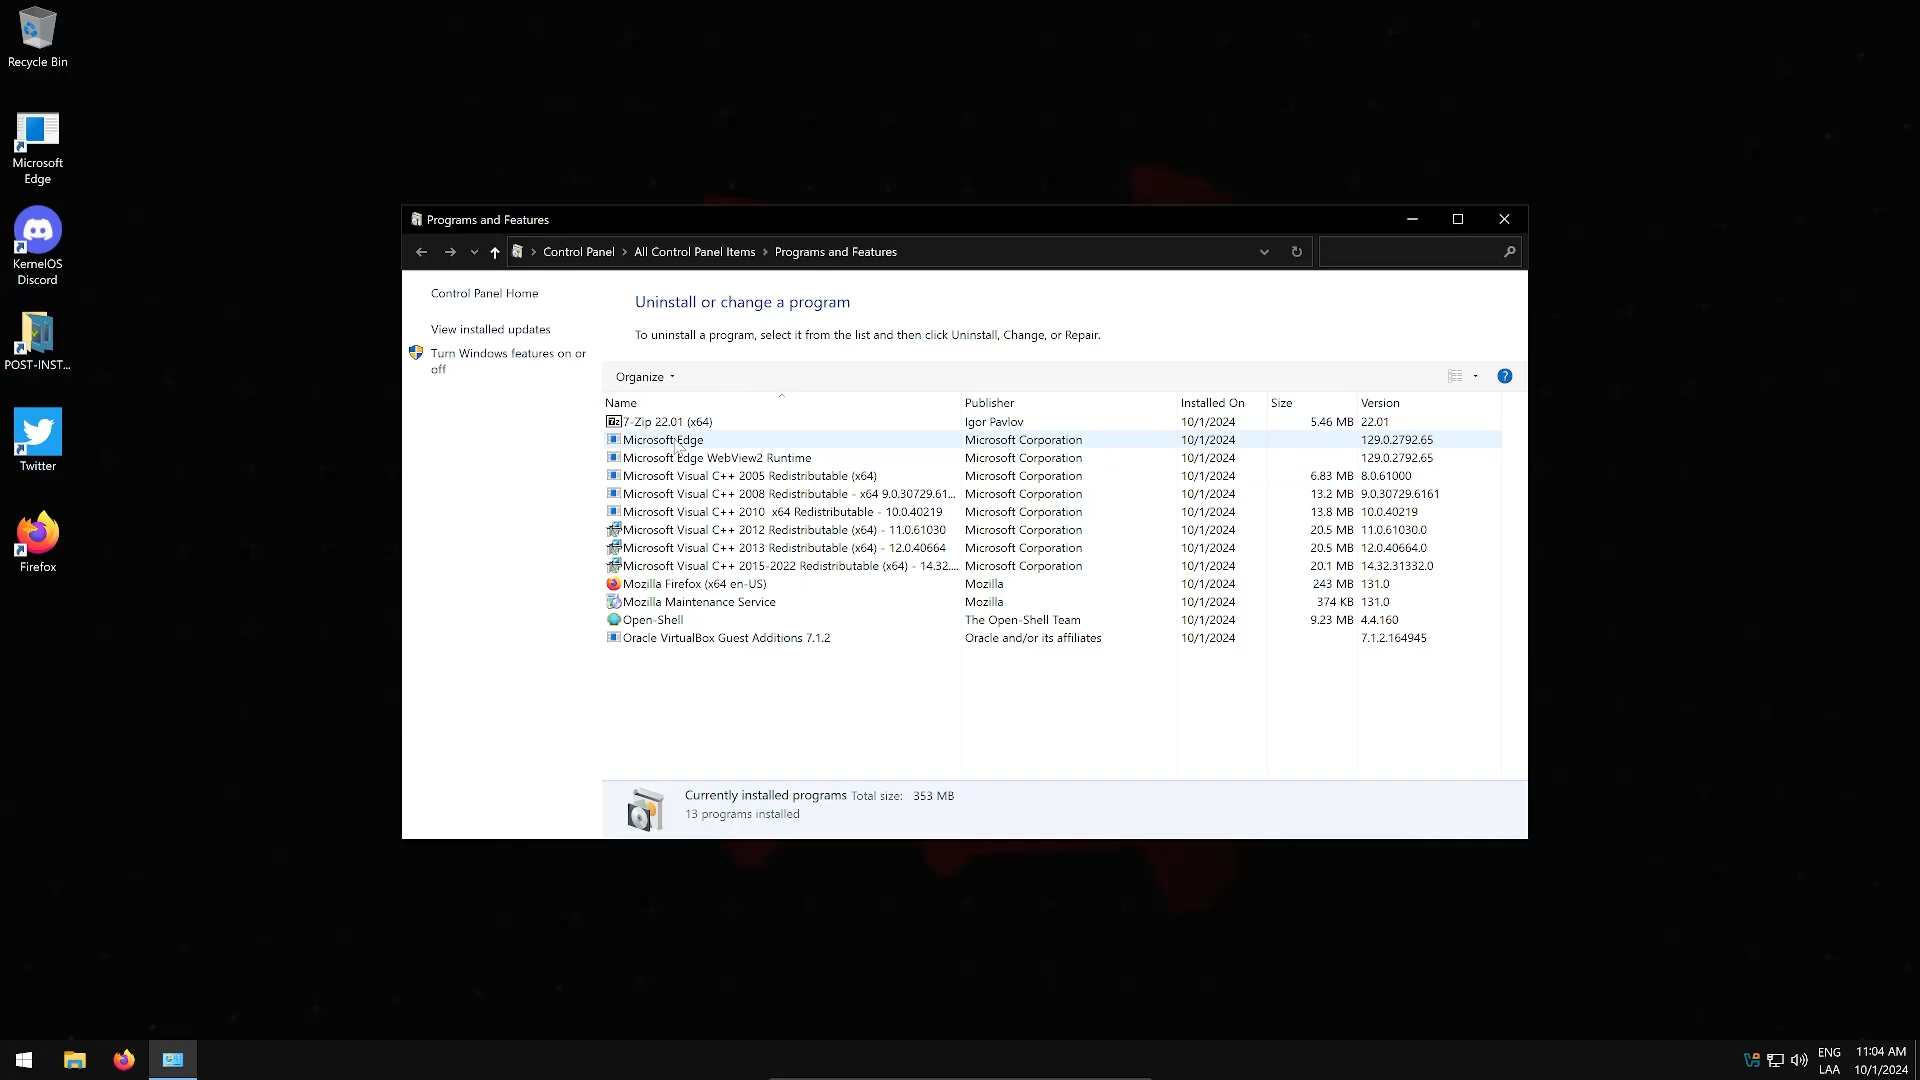 Recycle Bin
Microsoft
Edge
KernelOS
Discord
POST-INST...
Twitter
Firefox
Programs and Features
Control Panel
All Control Panel Items
Programs and Features
Control Panel Home
View installed updates
Turn Windows features on or
off
Uninstall or change a program
To uninstall a program, select it from the list and then click Uninstall, Change, or Repair.
Organize
?
Name Publisher Installed On Size Version
7-Zip 22.01 (x64) Igor Pavlov 10/1/2024 5.46 MB 22.01
Microsoft Edge Microsoft Corporation 10/1/2024 129.0.2792.65
Microsoft Edge WebView2 Runtime Microsoft Corporation 10/1/2024 129.0.2792.65
Microsoft Visual C++ 2005 Redistributable (x64) Microsoft Corporation 10/1/2024 6.83 MB 8.0.61000
Microsoft Visual C++ 2008 Redistributable - x64 9.0.30729.61... Microsoft Corporation 10/1/2024 13.2 MB 9.0.30729.6161
Microsoft Visual C++ 2010  x64 Redistributable - 10.0.40219 Microsoft Corporation 10/1/2024 13.8 MB 10.0.40219
Microsoft Visual C++ 2012 Redistributable (x64) - 11.0.61030 Microsoft Corporation 10/1/2024 20.5 MB 11.0.61030.0
Microsoft Visual C++ 2013 Redistributable (x64) - 12.0.40664 Microsoft Corporation 10/1/2024 20.5 MB 12.0.40664.0
Microsoft Visual C++ 2015-2022 Redistributable (x64) - 14.32.... Microsoft Corporation 10/1/2024 20.1 MB 14.32.31332.0
Mozilla Firefox (x64 en-US) Mozilla 10/1/2024 243 MB 131.0
Mozilla Maintenance Service Mozilla 10/1/2024 374 KB 131.0
Open-Shell The Open-Shell Team 10/1/2024 9.23 MB 4.4.160
Oracle VirtualBox Guest Additions 7.1.2 Oracle and/or its affiliates 10/1/2024 7.1.2.164945
Currently installed programs Total size: 353 MB
13 programs installed
ENG
LAA
11:04 AM
10/1/2024